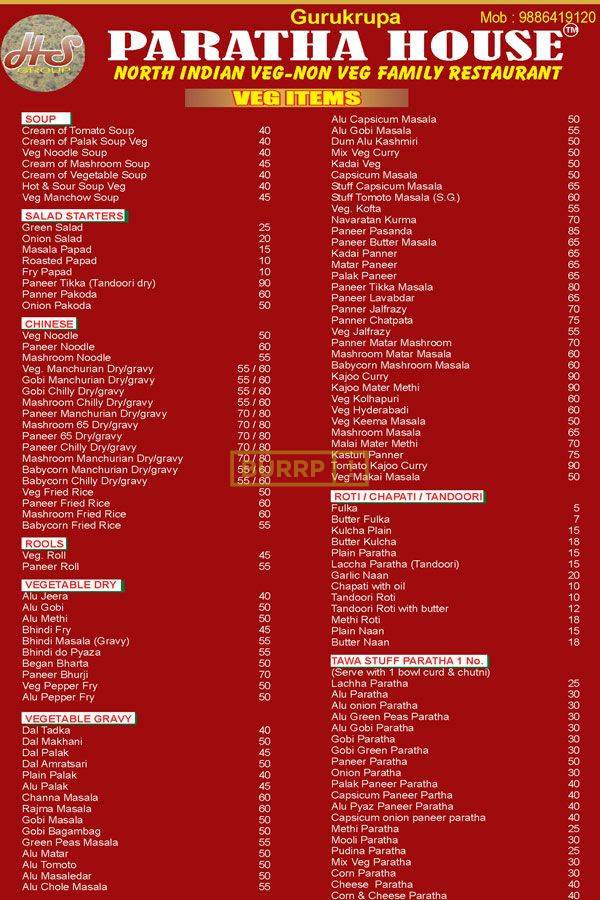 Gurukrupa
Mob : 9886419120
HS
GROUP
PARATHA HOUSE™
NORTH INDIAN VEG-NON VEG FAMILY RESTAURANT
VEG ITEMS
SOUP
Cream of Tomato Soup 40
Cream of Palak Soup Veg 40
Veg Noodle Soup 40
Cream of Mashroom Soup 45
Cream of Vegetable Soup 40
Hot & Sour Soup Veg 40
Veg Manchow Soup 45
SALAD STARTERS
Green Salad 25
Onion Salad 20
Masala Papad 15
Roasted Papad 10
Fry Papad 10
Paneer Tikka (Tandoori dry) 90
Panner Pakoda 60
Onion Pakoda 50
CHINESE
Veg Noodle 50
Paneer Noodle 60
Mashroom Noodle 55
Veg. Manchurian Dry/gravy 55 / 60
Gobi Manchurian Dry/gravy 55 / 60
Gobi Chilly Dry/gravy 55 / 60
Mashroom Chilly Dry/gravy 55 / 60
Paneer Manchurian Dry/gravy 70 / 80
Mashroom 65 Dry/gravy 70 / 80
Paneer 65 Dry/gravy 70 / 80
Paneer Chilly Dry/gravy 70 / 80
Mashroom Manchurian Dry/gravy 70 / 80
Babycorn Manchurian Dry/gravy 55 / 60
Babycorn Chilly Dry/gravy 55 / 60
Veg Fried Rice 50
Paneer Fried Rice 60
Mashroom Fried Rice 60
Babycorn Fried Rice 55
ROOLS
Veg. Roll 45
Paneer Roll 55
VEGETABLE DRY
Alu Jeera 40
Alu Gobi 50
Alu Methi 50
Bhindi Fry 45
Bhindi Masala (Gravy) 55
Bhindi do Pyaza 55
Began Bharta 50
Paneer Bhurji 70
Veg Pepper Fry 50
Alu Pepper Fry 50
VEGETABLE GRAVY
Dal Tadka 40
Dal Makhani 50
Dal Palak 45
Dal Amratsari 50
Plain Palak 40
Alu Palak 45
Channa Masala 60
Rajma Masala 60
Gobi Masala 50
Gobi Bagambag 50
Green Peas Masala 55
Alu Matar 50
Alu Tomoto 50
Alu Masaledar 50
Alu Chole Masala 55
Alu Capsicum Masala 50
Alu Gobi Masala 55
Dum Alu Kashmiri 50
Mix Veg Curry 50
Kadai Veg 50
Capsicum Masala 50
Stuff Capsicum Masala 65
Stuff Tomoto Masala (S.G.) 60
Veg. Kofta 55
Navaratan Kurma 70
Paneer Pasanda 85
Paneer Butter Masala 65
Kadai Panner 65
Matar Paneer 65
Palak Paneer 65
Paneer Tikka Masala 80
Paneer Lavabdar 65
Panner Jalfrazy 70
Panner Chatpata 75
Veg Jalfrazy 55
Panner Matar Mashroom 70
Mashroom Matar Masala 60
Babycorn Mashroom Masala 60
Kajoo Curry 90
Kajoo Mater Methi 90
Veg Kolhapuri 60
Veg Hyderabadi 60
Veg Keema Masala 50
Mashroom Masala 65
Malai Mater Methi 70
Kasturi Panner 75
Tomato Kajoo Curry 90
Veg Makai Masala 50
ROTI / CHAPATI / TANDOORI
Fulka 5
Butter Fulka 7
Kulcha Plain 15
Butter Kulcha 18
Plain Paratha 15
Laccha Paratha (Tandoori) 15
Garlic Naan 20
Chapati with oil 10
Tandoori Roti 10
Tandoori Roti with butter 12
Methi Roti 18
Plain Naan 15
Butter Naan 18
TAWA STUFF PARATHA 1 No.
(Serve with 1 bowl curd & chutni)
Lachha Paratha 25
Alu Paratha 30
Alu onion Paratha 30
Alu Green Peas Paratha 30
Alu Gobi Paratha 30
Gobi Paratha 30
Gobi Green Paratha 30
Paneer Paratha 50
Onion Paratha 30
Palak Paneer Paratha 40
Capsicum Paneer Partha 40
Alu Pyaz Paneer Paratha 40
Capsicum onion paneer paratha 40
Methi Paratha 25
Mooli Paratha 30
Pudina Paratha 25
Mix Veg Paratha 30
Corn Paratha 30
Cheese Paratha 40
Corn & Cheese Paratha 40